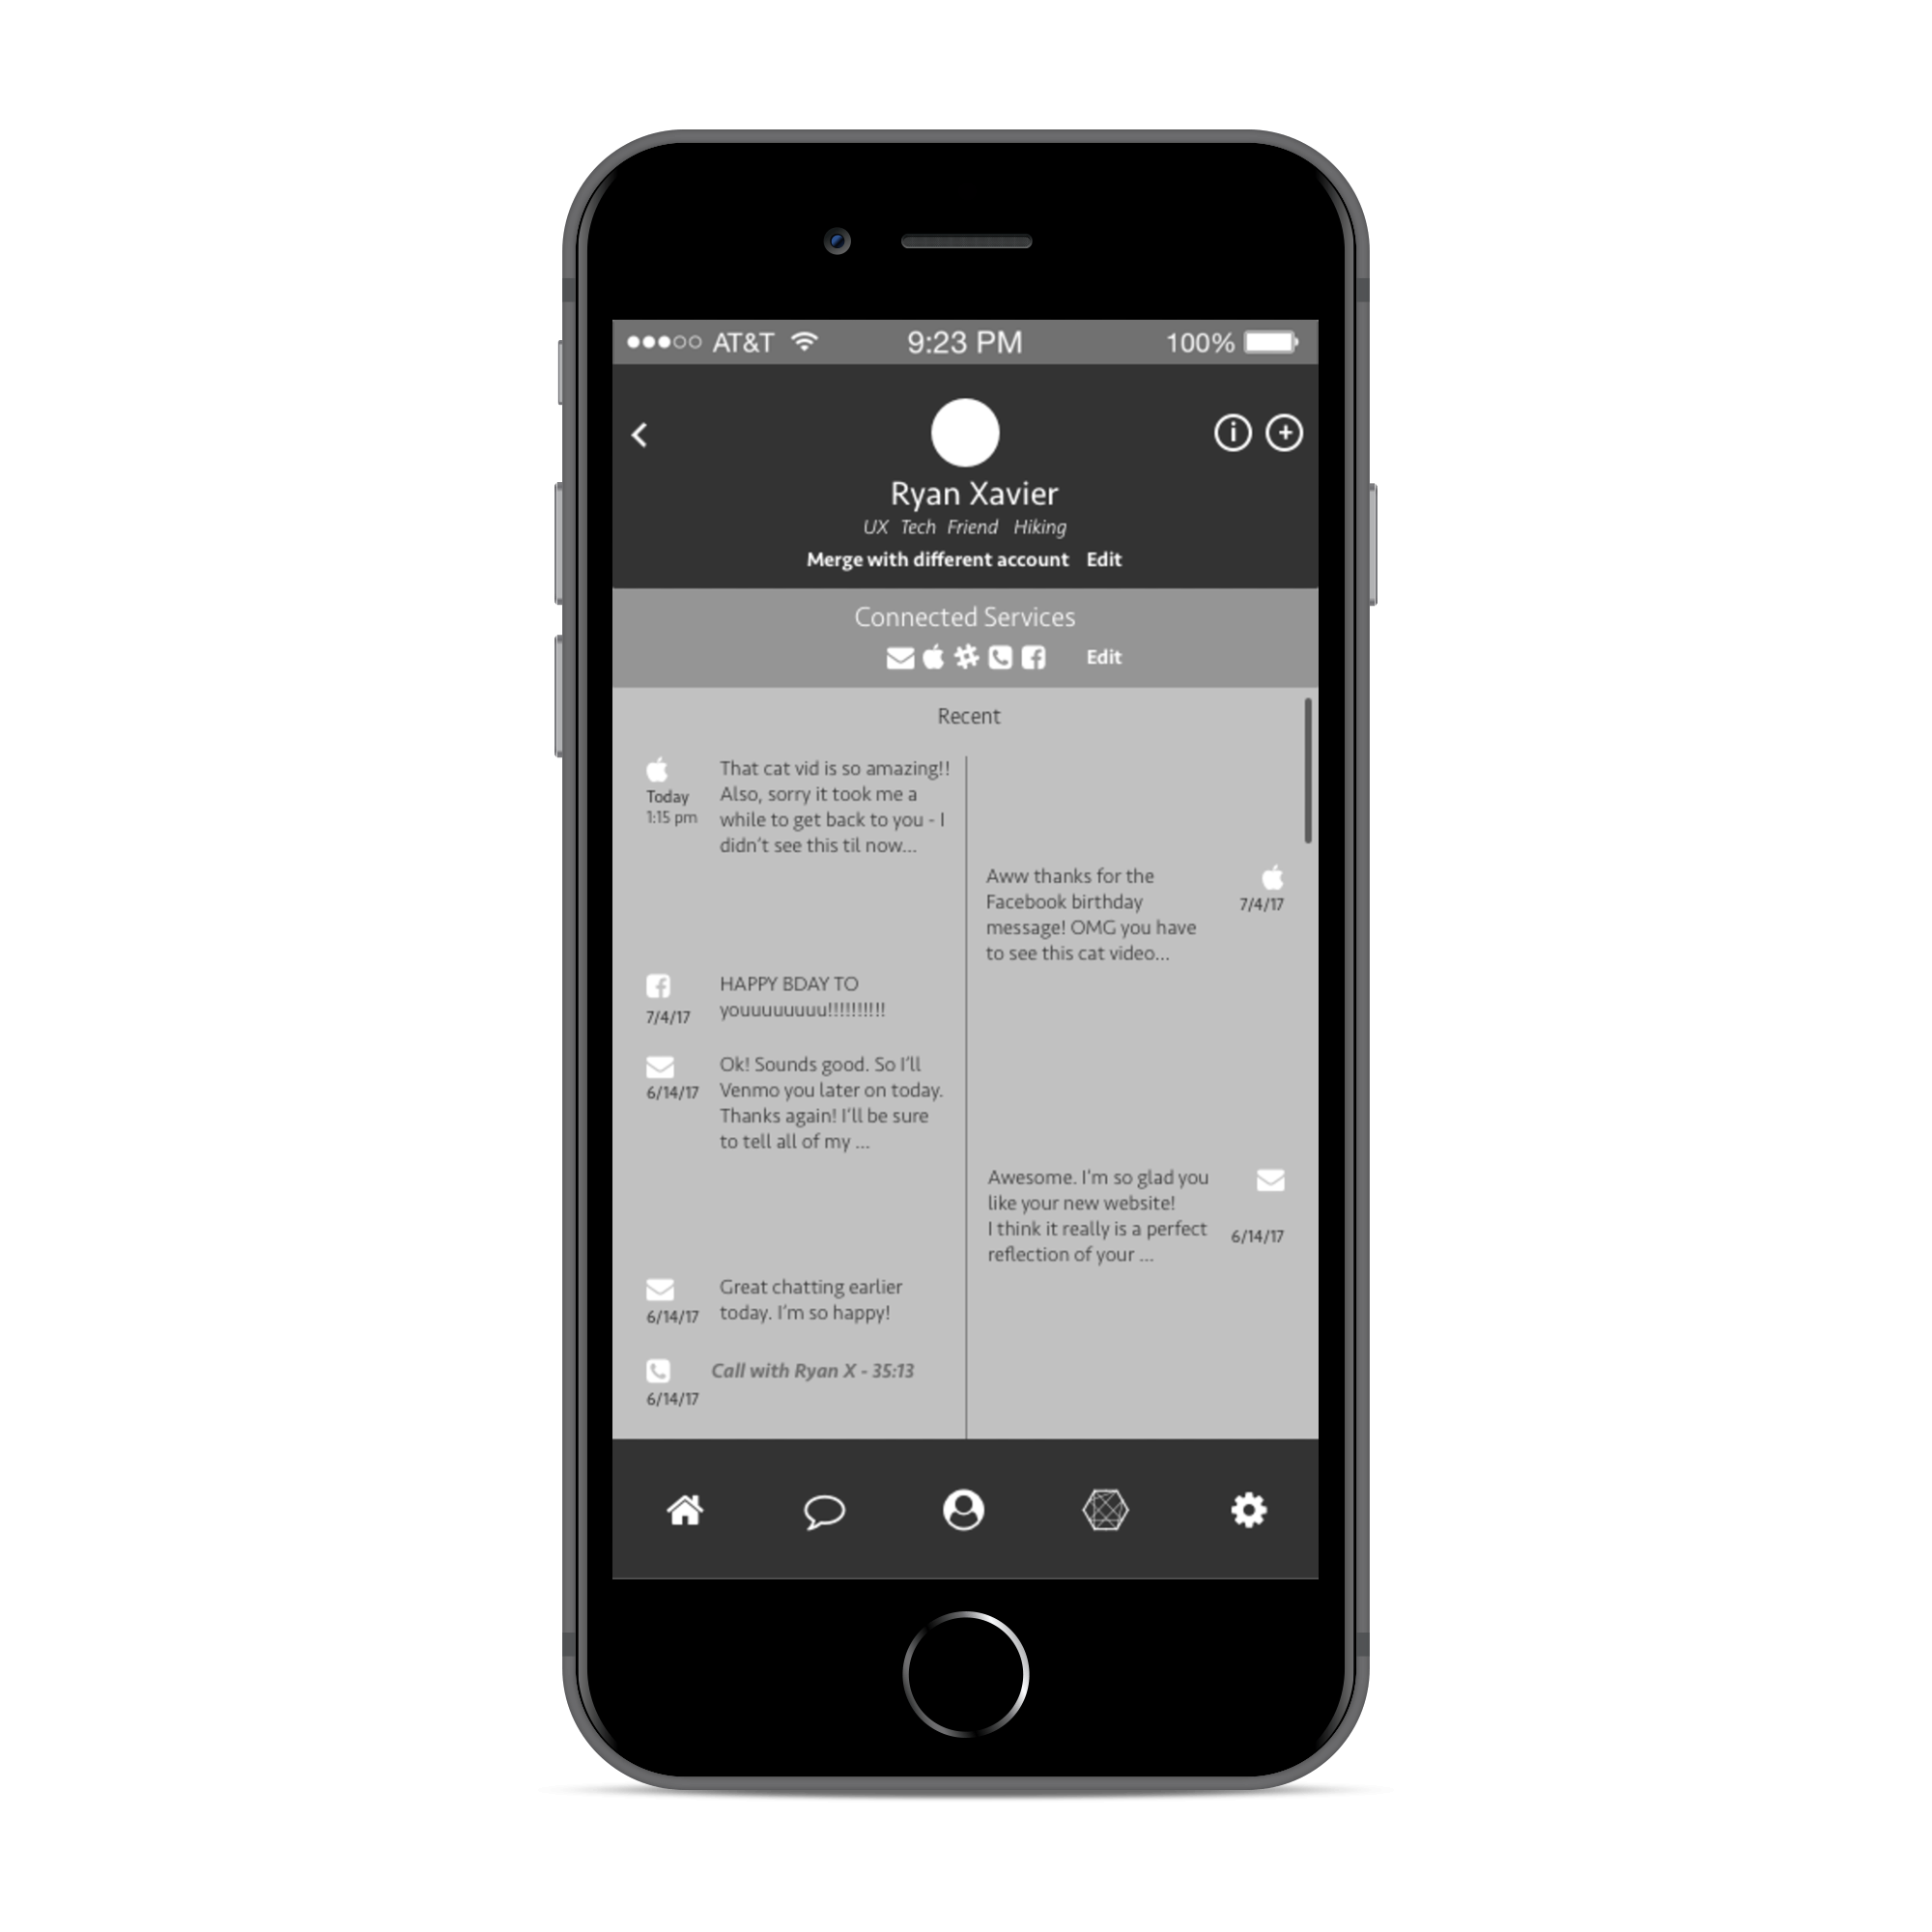 AT&T 9:23 PM 100%
Ryan Xavier
UX Tech Friend Hiking
Merge with different account Edit
Connected Services
Edit
Recent
That cat vid is so amazing!!
Also, sorry it took me a
while to get back to you - I
didn't see this til now...
Today
1:15 pm
Aww thanks for the
Facebook birthday
message! OMG you have
to see this cat video...
7/4/17
HAPPY BDAY TO
youuuuuuuu!!!!!!!!!!
7/4/17
Ok! Sounds good. So I'll
Venmo you later on today.
Thanks again! I'll be sure
to tell all of my ...
6/14/17
Awesome. I'm so glad you
like your new website!
I think it really is a perfect
reflection of your ...
6/14/17
Great chatting earlier
today. I'm so happy!
6/14/17
Call with Ryan X - 35:13
6/14/17